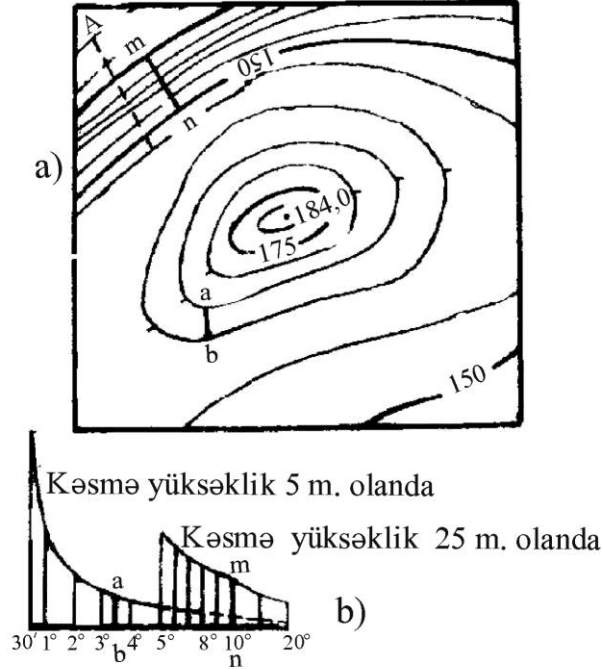 A
m
150
n
a)
184,0
175
a
b
150
Kəsmə yüksəklik 5 m. olanda
Kəsmə yüksəklik 25 m. olanda
a
m
b)
30' 1° 2° 3° 4° 5° 8° 10° 20°
b
n